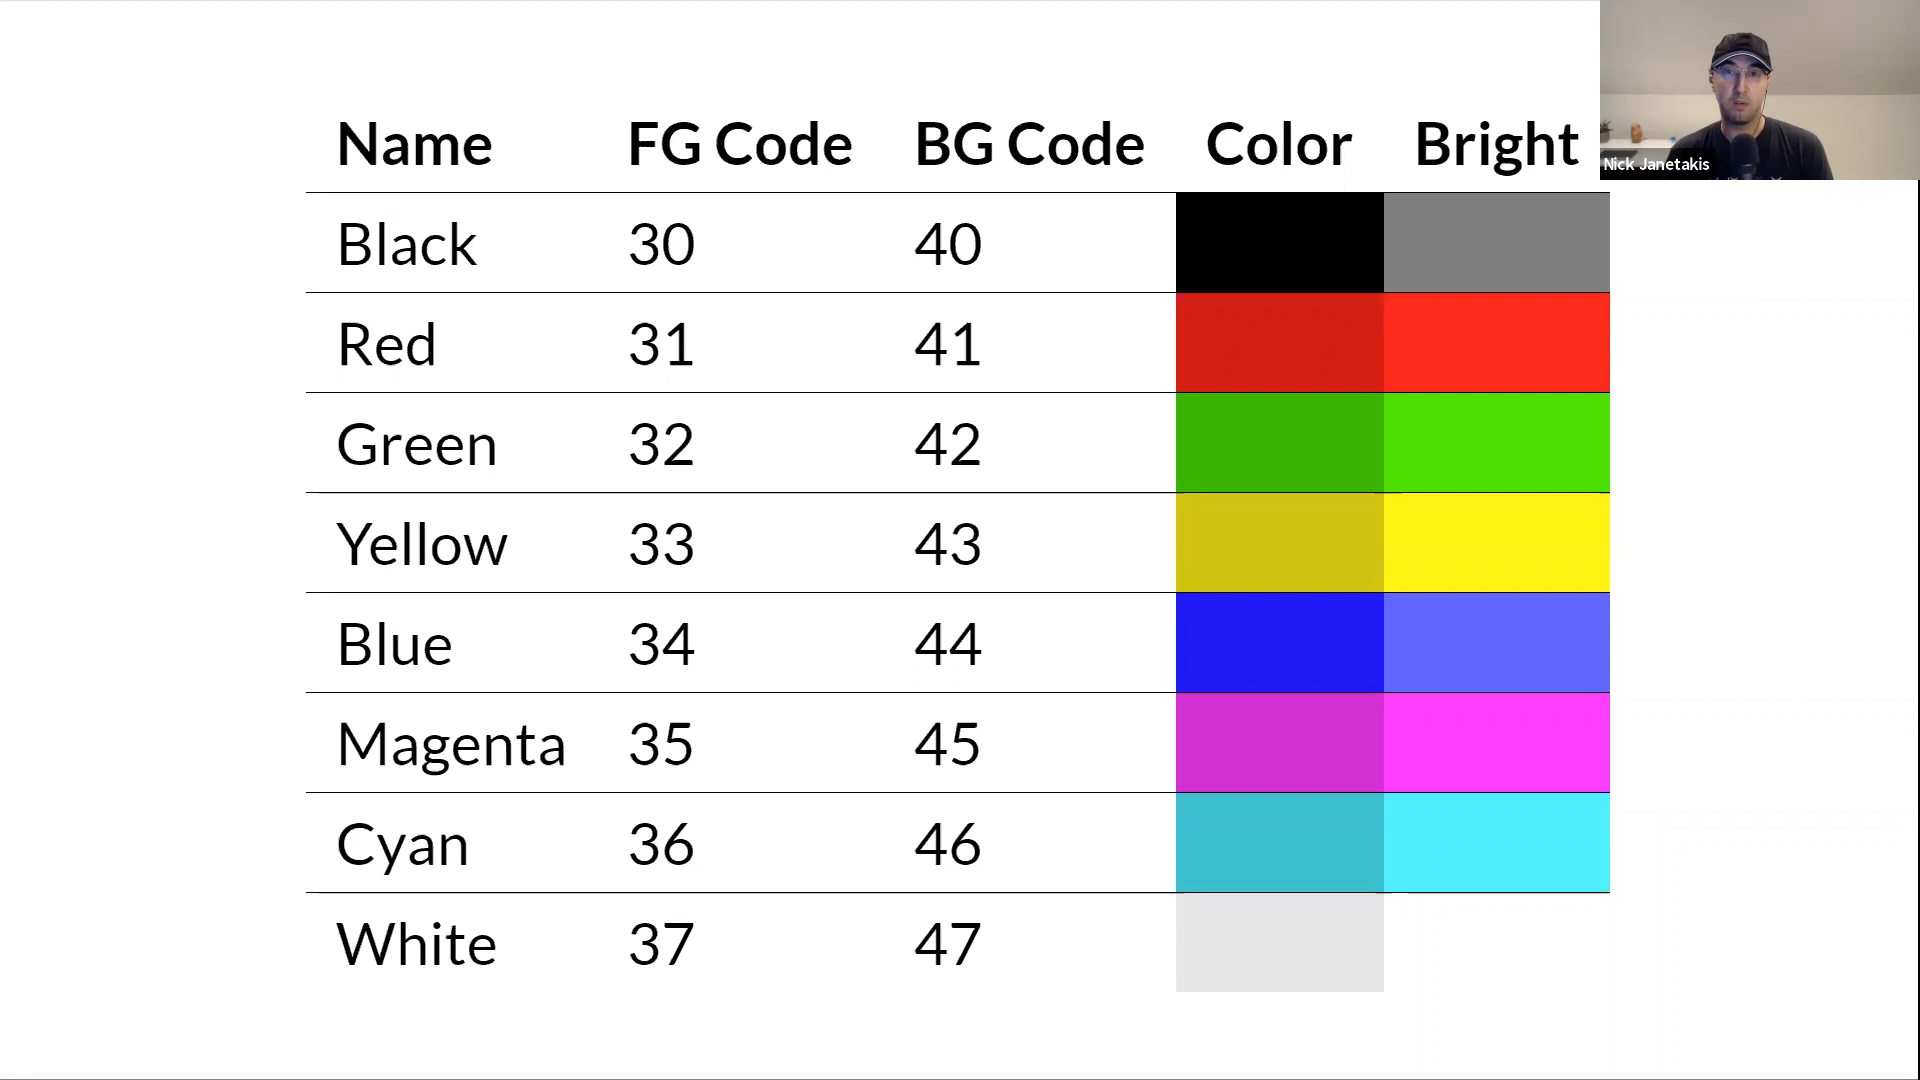 Name FG Code BG Code Color Bright
Nick Janetakis
Black 30 40
Red 31 41
Green 32 42
Yellow 33 43
Blue 34 44
Magenta 35 45
Cyan 36 46
White 37 47